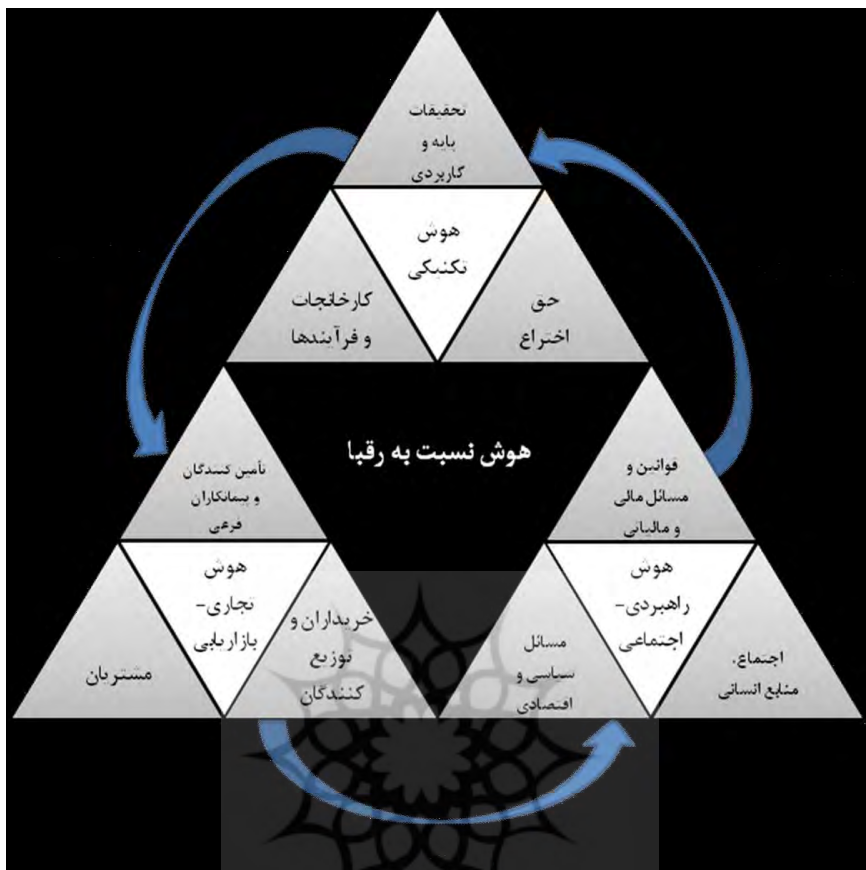 تحقیقات
پایه و
کاربردی
هوش
تکنیکی
کارخانجات
و فرآیندها
حق
اختراع
هوش نسبت به رقبا
تأمین کنندگان
و پیمانکاران
فرعی
هوش
تجاری-
بازاریابی
خریداران و
توزیع
کنندگان
مشتریان
قوانین و
مسائل مالی
و مالیاتی
هوش
راهبردی-
اجتماعی
مسائل
سیاسی و
اقتصادی
اجتماع،
منابع انسانی